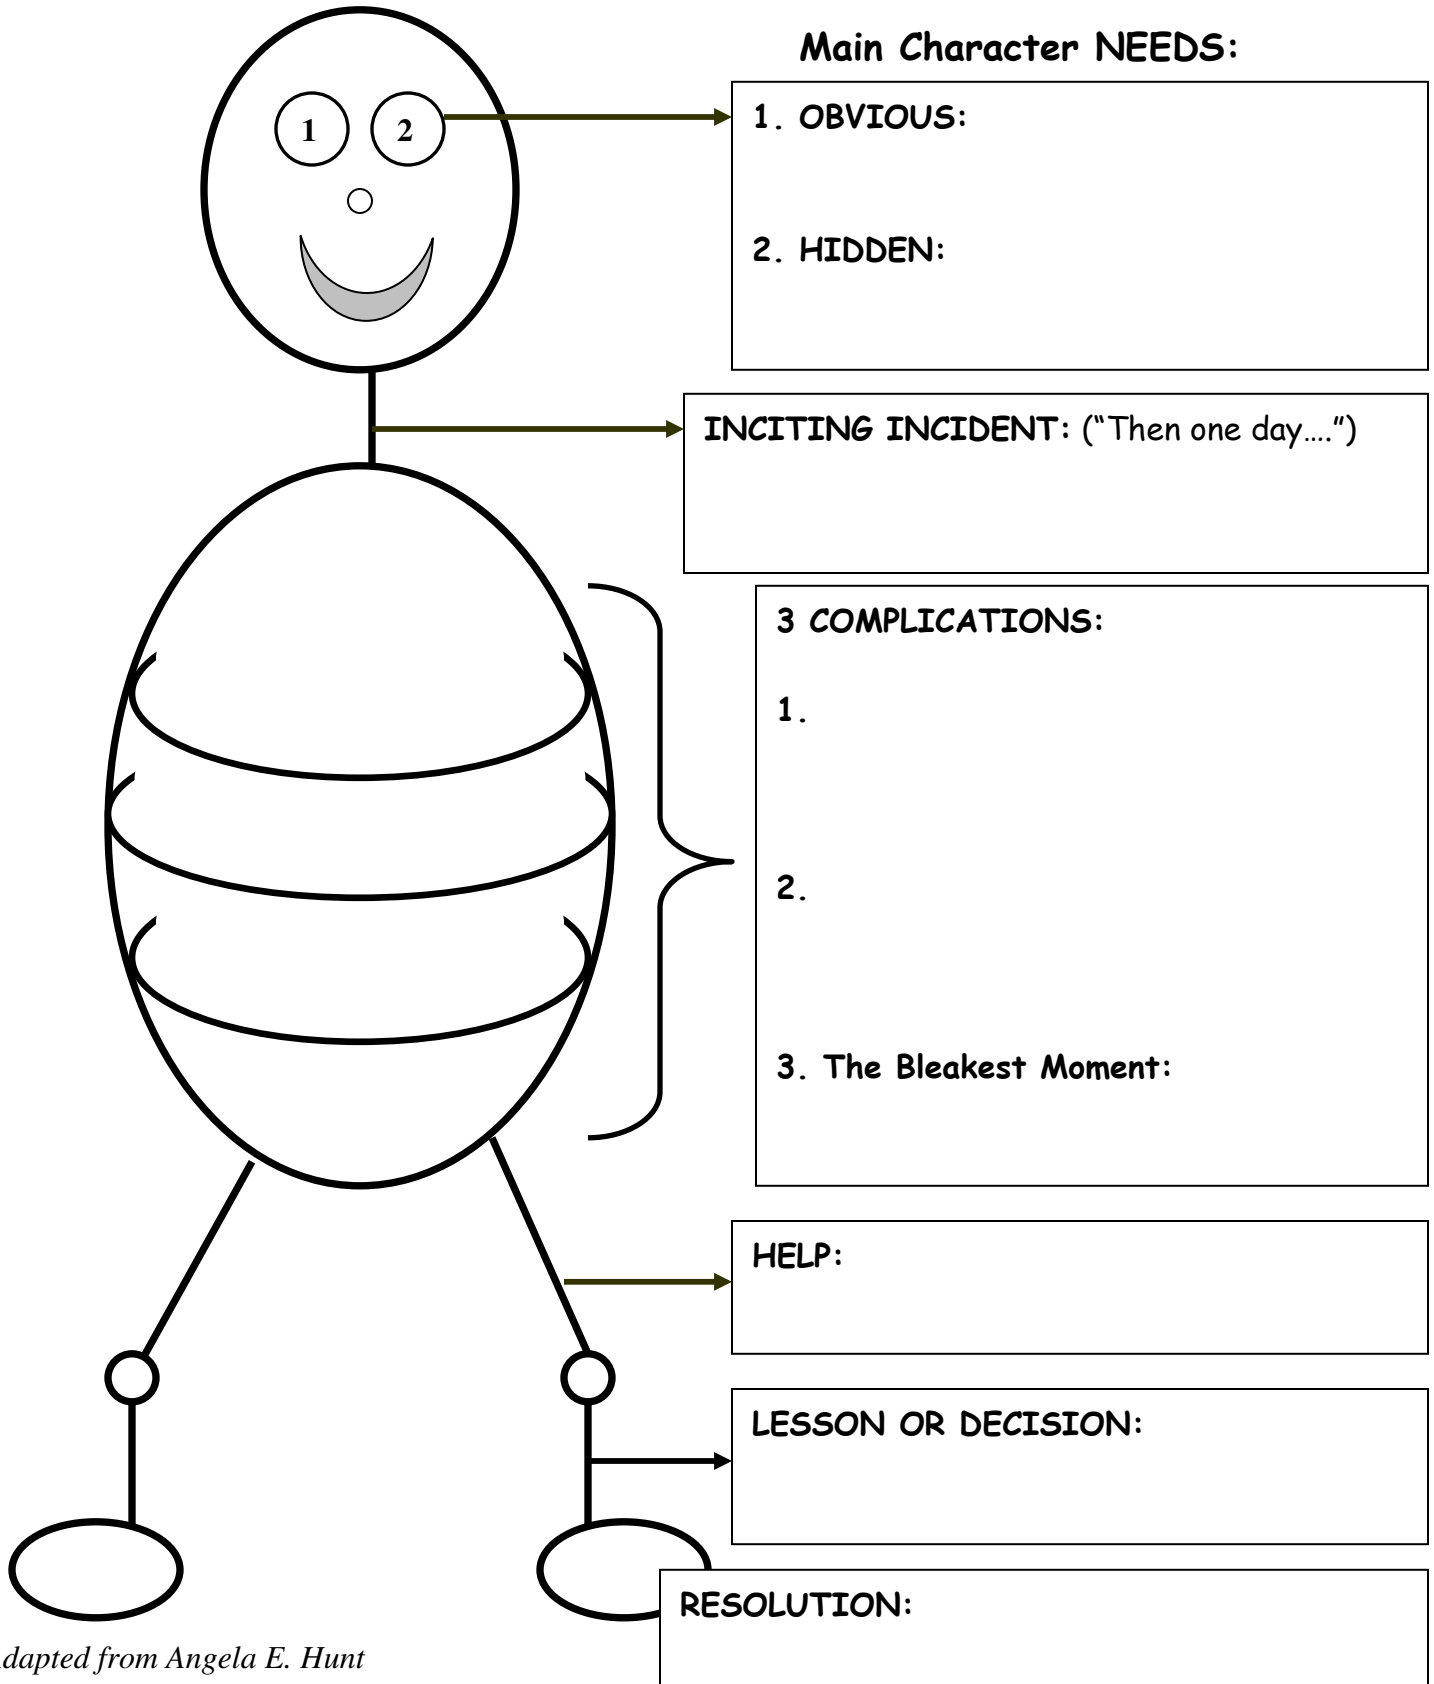 Main Character NEEDS:
1 2
1. OBVIOUS:
2. HIDDEN:
INCITING INCIDENT: (“Then one day….”)
3 COMPLICATIONS:
1.
2.
3. The Bleakest Moment:
HELP:
LESSON OR DECISION:
RESOLUTION:
dapted from Angela E. Hunt